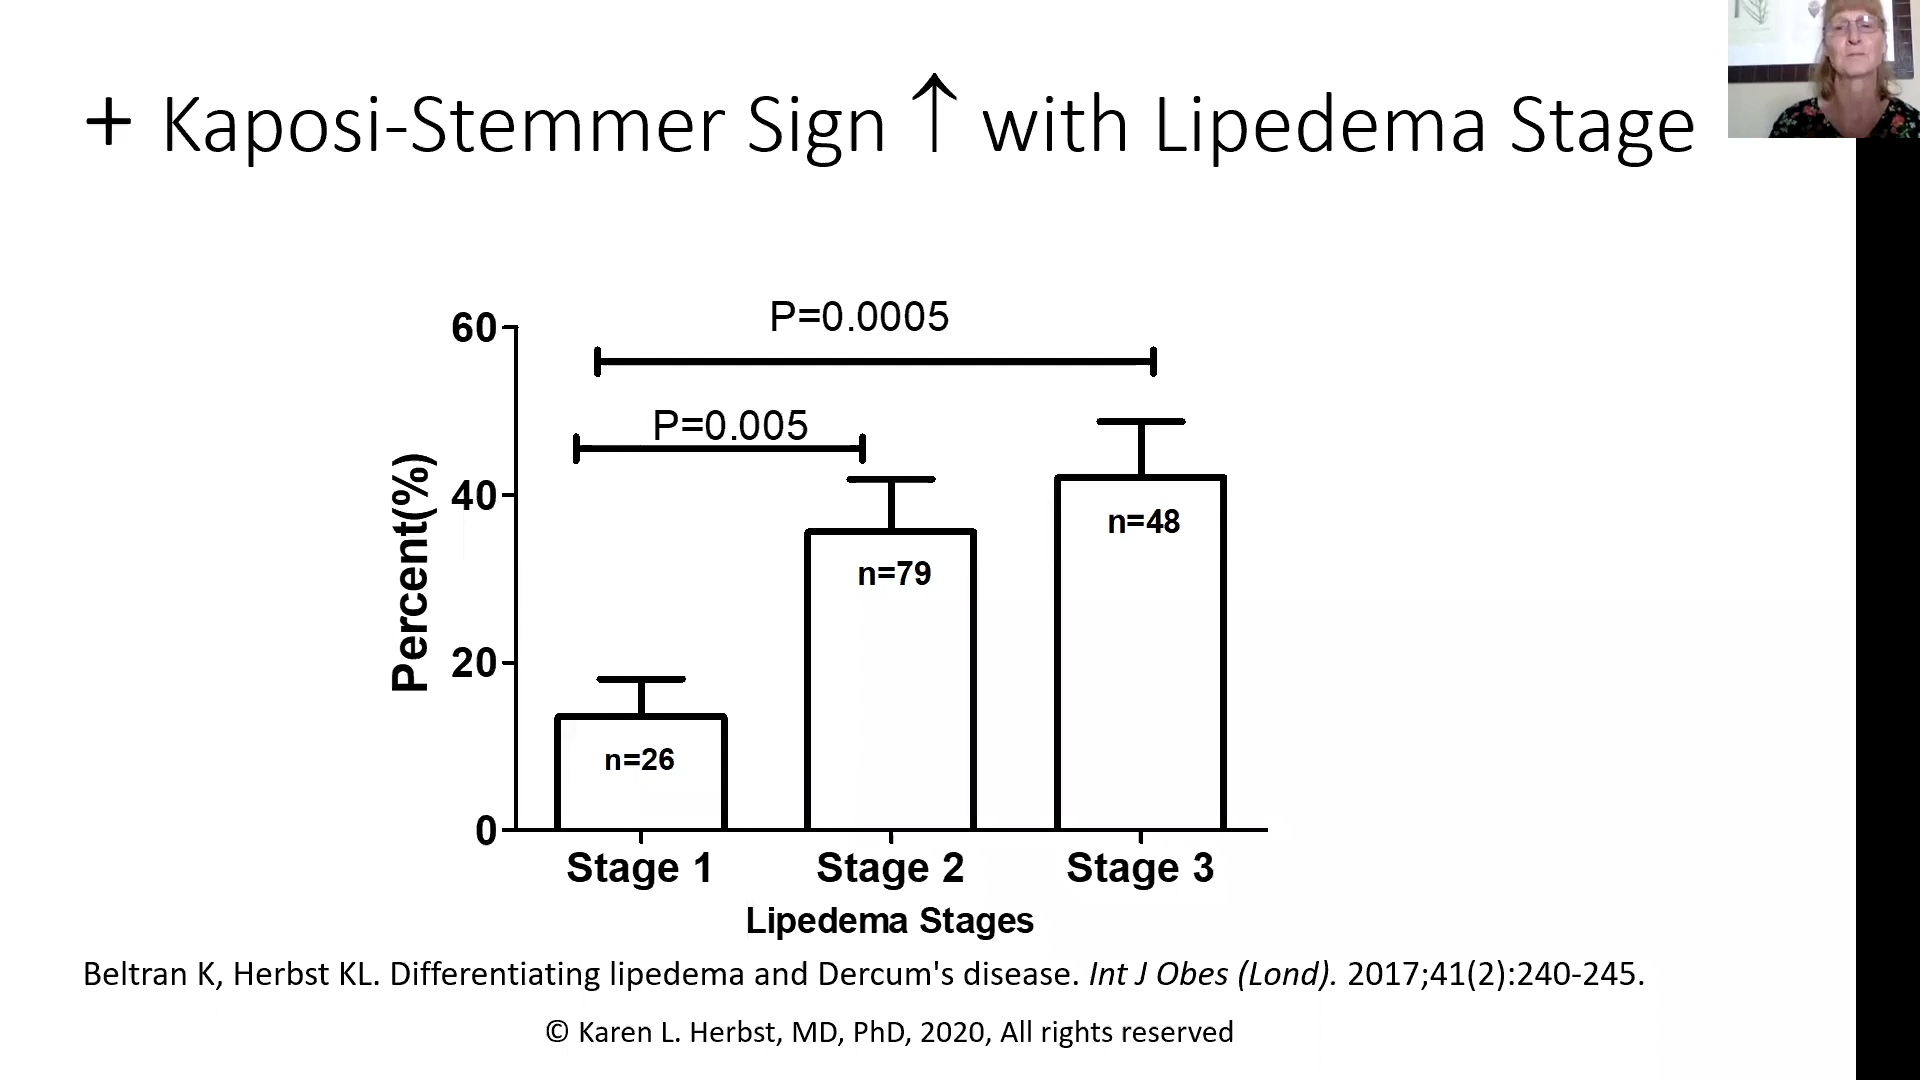 + Kaposi-Stemmer Sign ↑ with Lipedema Stage
P=0.0005
60
P=0.005
40
Percent(%)
n=48
n=79
20
n=26
0
Stage 1 Stage 2 Stage 3
Lipedema Stages
Beltran K, Herbst KL. Differentiating lipedema and Dercum's disease. Int J Obes (Lond). 2017;41(2):240-245.
© Karen L. Herbst, MD, PhD, 2020, All rights reserved